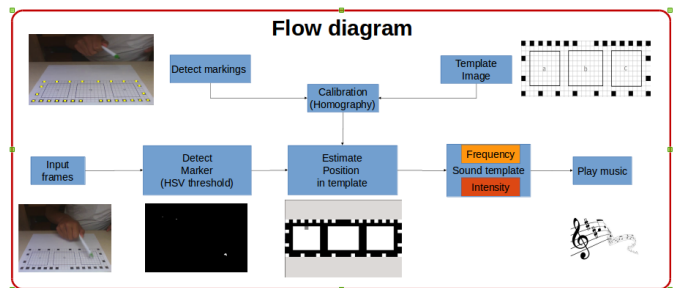 Flow diagram
Detect markings
Template
Image
a
b
c
Calibration
(Homography)
Input
frames
Detect
Marker
(HSV threshold)
Estimate
Position
in template
Frequency
Sound template
Intensity
Play music